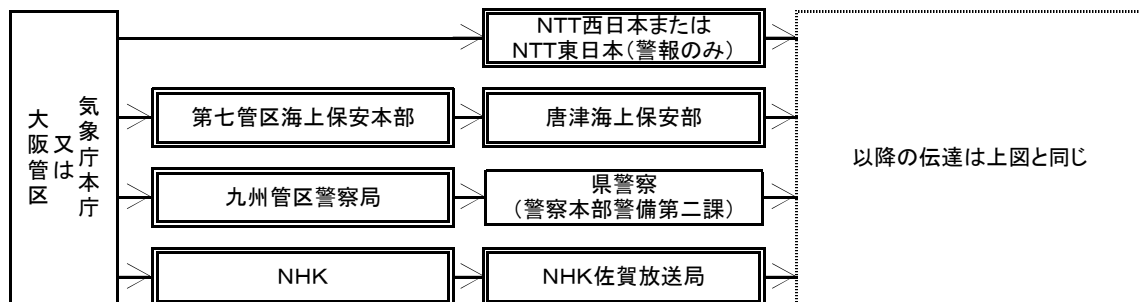 気象庁本庁
又は
大阪管区
NTT西日本または
NTT東日本(警報のみ)
第七管区海上保安本部
唐津海上保安部
九州管区警察局
県警察
(警察本部警備第二課)
NHK
NHK佐賀放送局
以降の伝達は上図と同じ